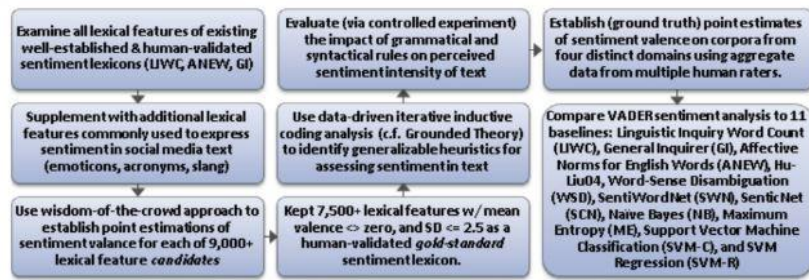 Examine all lexical features of existing
well-established & human-validated
sentiment lexicons (LIWC, ANEW, GI)
Supplement with additional lexical
features commonly used to express
sentiment in social media text
(emoticons, acronyms, slang)
Use wisdom-of-the-crowd approach to
establish point estimations of
sentiment valance for each of 9,000+
lexical feature candidates
Kept 7,500+ lexical features w/ mean
valence <> zero, and SD <= 2.5 as a
human-validated gold-standard
sentiment lexicon.
Use data-driven iterative inductive
coding analysis (c.f. Grounded Theory)
to identify generalizable heuristics for
assessing sentiment in text
Evaluate (via controlled experiment)
the impact of grammatical and
syntactical rules on perceived
sentiment intensity of text
Establish (ground truth) point estimates
of sentiment valence on corpora from
four distinct domains using aggregate
data from multiple human raters.
Compare VADER sentiment analysis to 11
baselines: Linguistic Inquiry Word Count
(LIWC), General Inquirer (GI), Affective
Norms for English Words (ANEW), Hu-
Liu04, Word-Sense Disambiguation
(WSD), SentiWordNet (SWN), SenticNet
(SCN), Naïve Bayes (NB), Maximum
Entropy (ME), Support Vector Machine
Classification (SVM-C), and SVM
Regression (SVM-R)